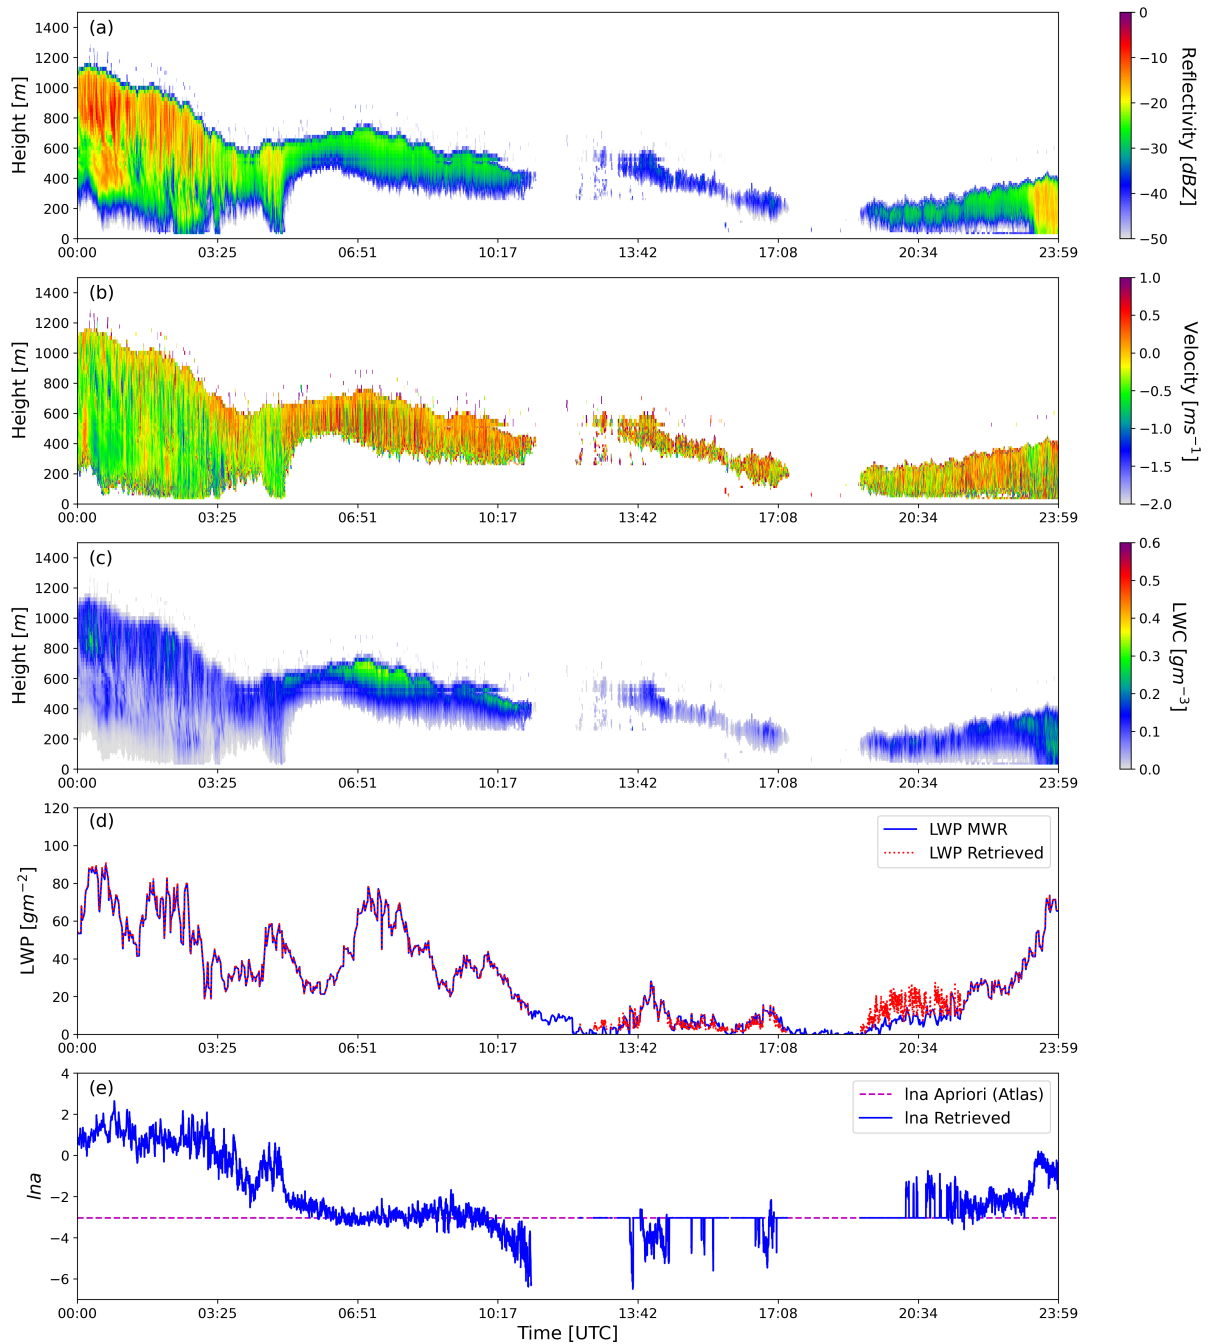 (a)
1400
1200
1000
800
600
400
200
0
Height [m]
00:00 03:25 06:51 10:17 13:42 17:08 20:34 23:59
0
−10
−20
−30
−40
−50
Reflectivity [dBZ]
(b)
1400
1200
1000
800
600
400
200
0
Height [m]
00:00 03:25 06:51 10:17 13:42 17:08 20:34 23:59
1.0
0.5
0.0
−0.5
−1.0
−1.5
−2.0
Velocity [ms⁻¹]
(c)
1400
1200
1000
800
600
400
200
0
Height [m]
00:00 03:25 06:51 10:17 13:42 17:08 20:34 23:59
0.6
0.5
0.4
0.3
0.2
0.1
0.0
LWC [gm⁻³]
(d)
120
100
80
60
40
20
0
LWP [gm⁻²]
LWP MWR
LWP Retrieved
00:00 03:25 06:51 10:17 13:42 17:08 20:34 23:59
(e)
4
2
0
−2
−4
−6
lna
lna Apriori (Atlas)
lna Retrieved
00:00 03:25 06:51 10:17 13:42 17:08 20:34 23:59
Time [UTC]